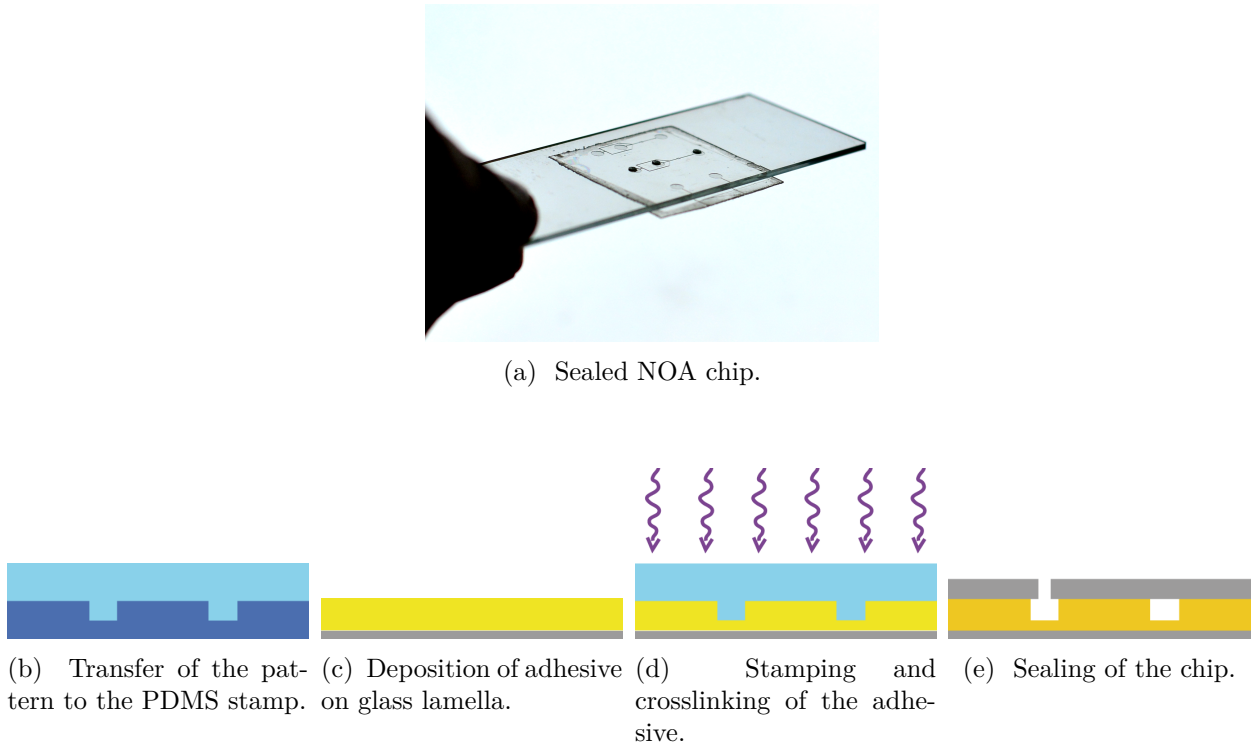 (a) Sealed NOA chip.
(b) Transfer of the pat-
tern to the PDMS stamp.
(c) Deposition of adhesive
on glass lamella.
(d) Stamping and
crosslinking of the adhe-
sive.
(e) Sealing of the chip.